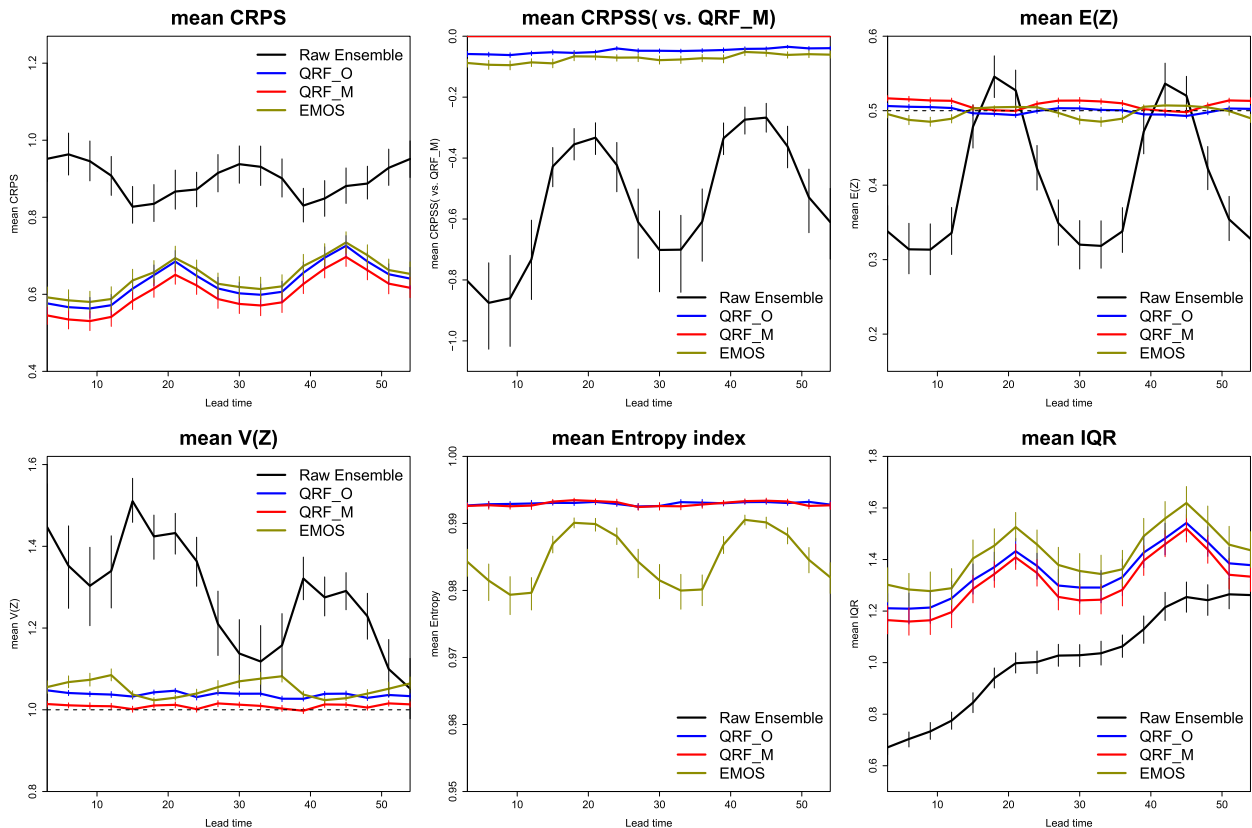 mean CRPS
mean CRPS
1.2
1.0
0.8
0.6
0.4
Raw Ensemble
QRF_O
QRF_M
EMOS
10 20 30 40 50
Lead time
mean CRPSS( vs. QRF_M)
mean CRPSS( vs. QRF_M)
0.0
−0.2
−0.4
−0.6
−0.8
−1.0
Raw Ensemble
QRF_O
QRF_M
EMOS
10 20 30 40 50
Lead time
mean E(Z)
mean E(Z)
0.6
0.5
0.4
0.3
0.2
Raw Ensemble
QRF_O
QRF_M
EMOS
10 20 30 40 50
Lead time
mean V(Z)
mean V(Z)
1.6
1.4
1.2
1.0
0.8
Raw Ensemble
QRF_O
QRF_M
EMOS
10 20 30 40 50
Lead time
mean Entropy index
mean Entropy
1.00
0.99
0.98
0.97
0.96
0.95
Raw Ensemble
QRF_O
QRF_M
EMOS
10 20 30 40 50
Lead time
mean IQR
mean IQR
1.8
1.6
1.4
1.2
1.0
0.8
0.6
Raw Ensemble
QRF_O
QRF_M
EMOS
10 20 30 40 50
Lead time